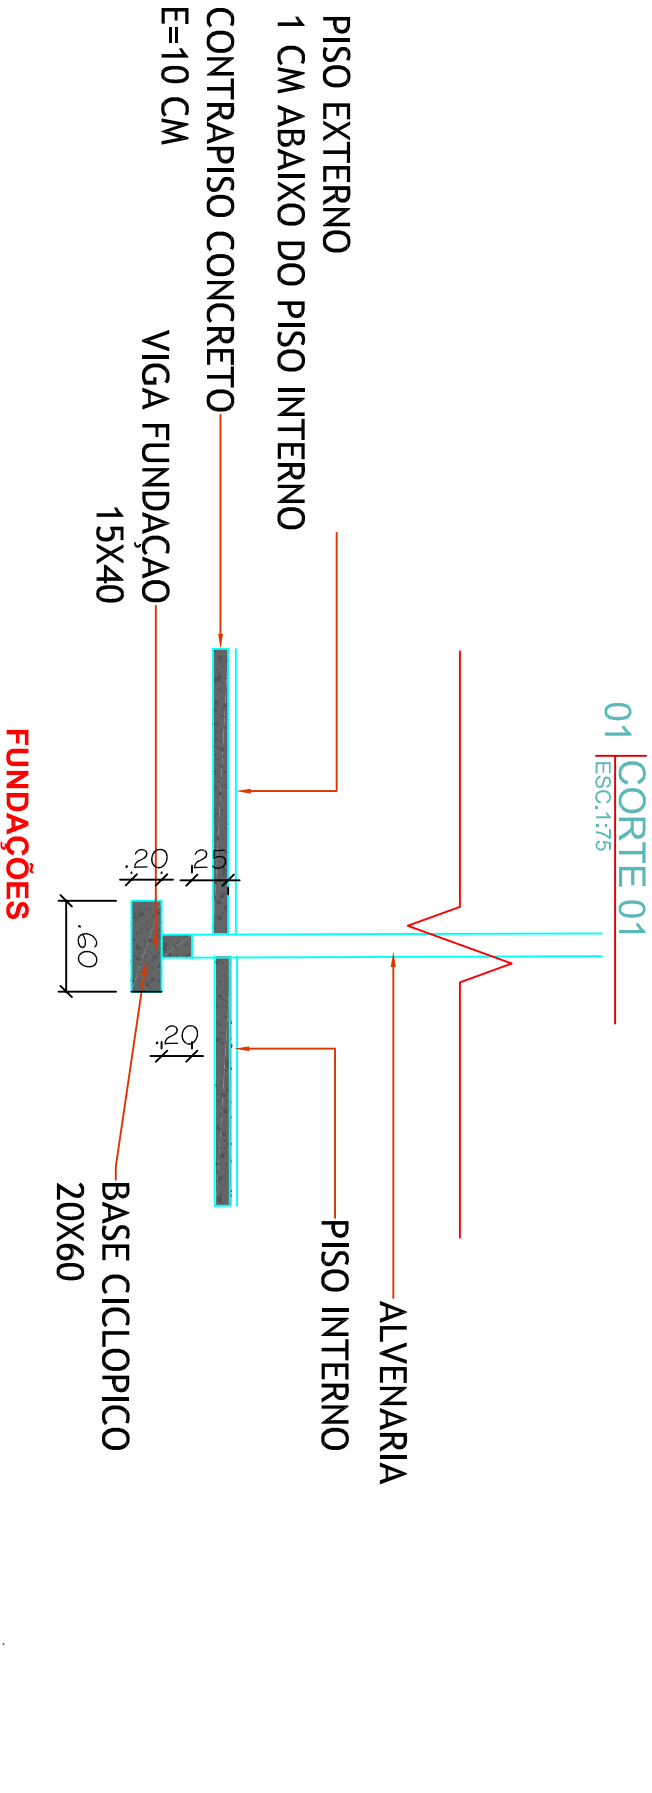 01 CORTE 01
ESC.1:75
ALVENARIA
PISO EXTERNO
1 CM ABAIXO DO PISO INTERNO
PISO INTERNO
CONTRAPISO CONCRETO
E=10 CM
VIGA FUNDAÇAO
15X40
.25
.20
.20
.60
BASE CICLOPICO
20X60
FUNDAÇÕES